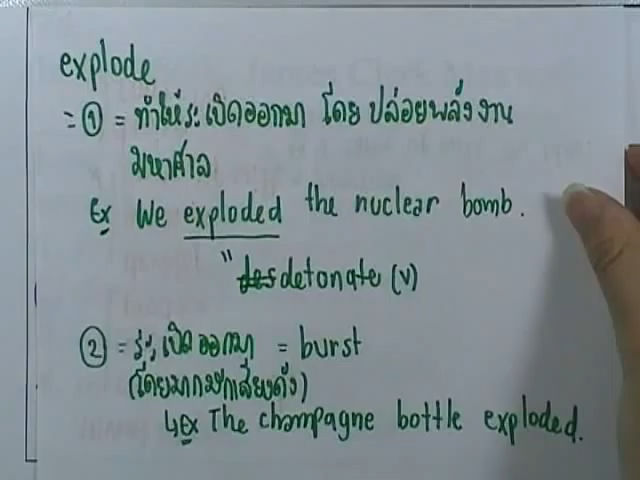 explode
= ① = ทำให้ระเบิดออกมา โดย ปล่อยพลังงาน
มหาศาล
Ex We exploded the nuclear bomb.
" des detonate (v)
② = ระเบิดออกมา = burst
(โดยมากมีเสียงดัง)
↳ Ex The champagne bottle exploded.